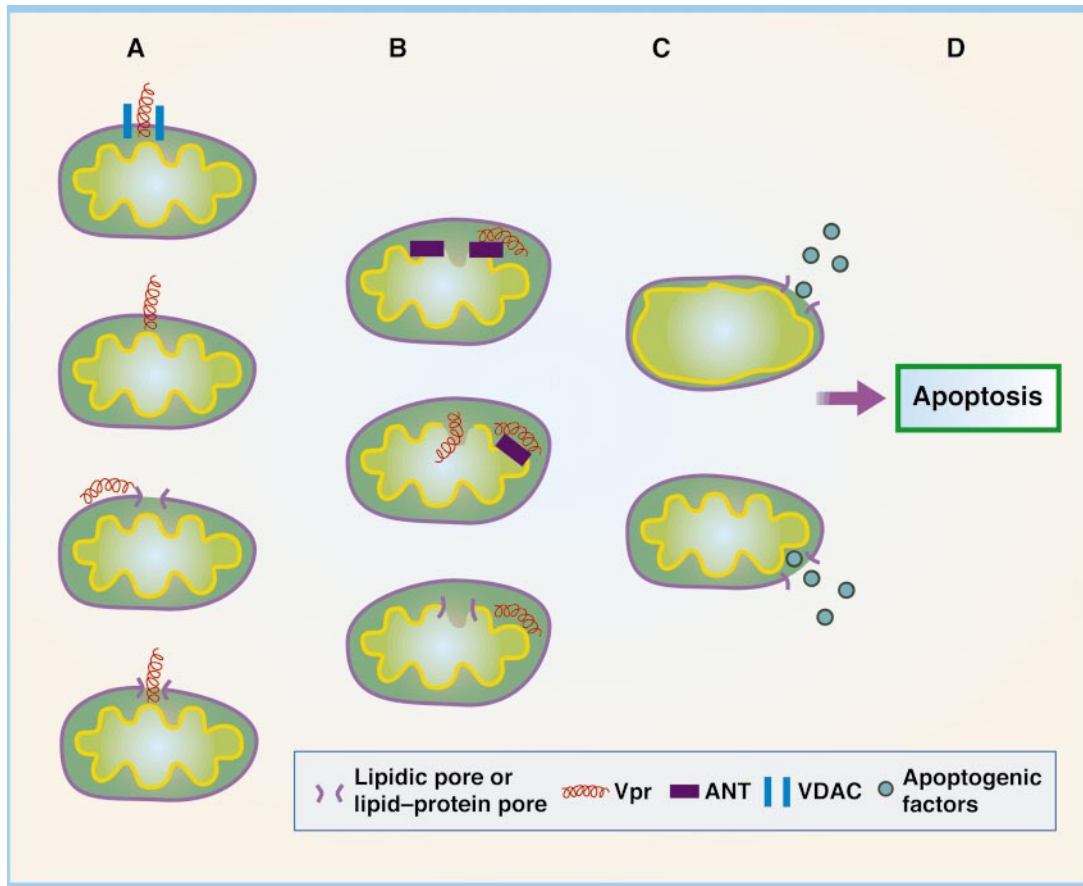 A B C D
Apoptosis
Lipidic pore or
lipid–protein pore
Vpr
ANT
VDAC
Apoptogenic
factors